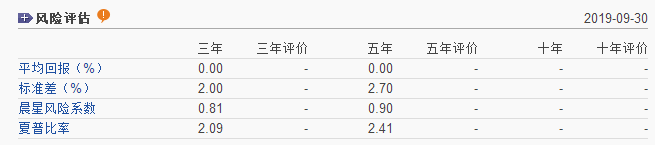 风险评估 2019-09-30
三年 三年评价 五年 五年评价 十年 十年评价
平均回报（%） 0.00 - 0.00 - - -
标准差（%） 2.00 - 2.70 - - -
晨星风险系数 0.81 - 0.90 - - -
夏普比率 2.09 - 2.41 - - -